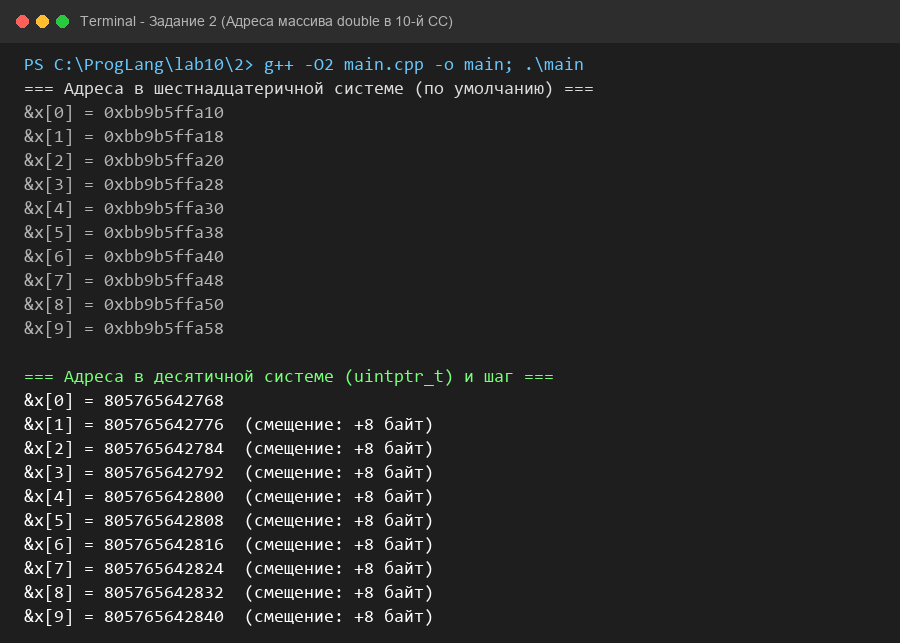 Terminal - Задание 2 (Адреса массива double в 10-й СС)
PS C:\ProgLang\lab10\2> g++ -O2 main.cpp -o main; .\main
=== Адреса в шестнадцатеричной системе (по умолчанию) ===
&x[0] = 0xbb9b5ffa10
&x[1] = 0xbb9b5ffa18
&x[2] = 0xbb9b5ffa20
&x[3] = 0xbb9b5ffa28
&x[4] = 0xbb9b5ffa30
&x[5] = 0xbb9b5ffa38
&x[6] = 0xbb9b5ffa40
&x[7] = 0xbb9b5ffa48
&x[8] = 0xbb9b5ffa50
&x[9] = 0xbb9b5ffa58
=== Адреса в десятичной системе (uintptr_t) и шаг ===
&x[0] = 805765642768
&x[1] = 805765642776  (смещение: +8 байт)
&x[2] = 805765642784  (смещение: +8 байт)
&x[3] = 805765642792  (смещение: +8 байт)
&x[4] = 805765642800  (смещение: +8 байт)
&x[5] = 805765642808  (смещение: +8 байт)
&x[6] = 805765642816  (смещение: +8 байт)
&x[7] = 805765642824  (смещение: +8 байт)
&x[8] = 805765642832  (смещение: +8 байт)
&x[9] = 805765642840  (смещение: +8 байт)